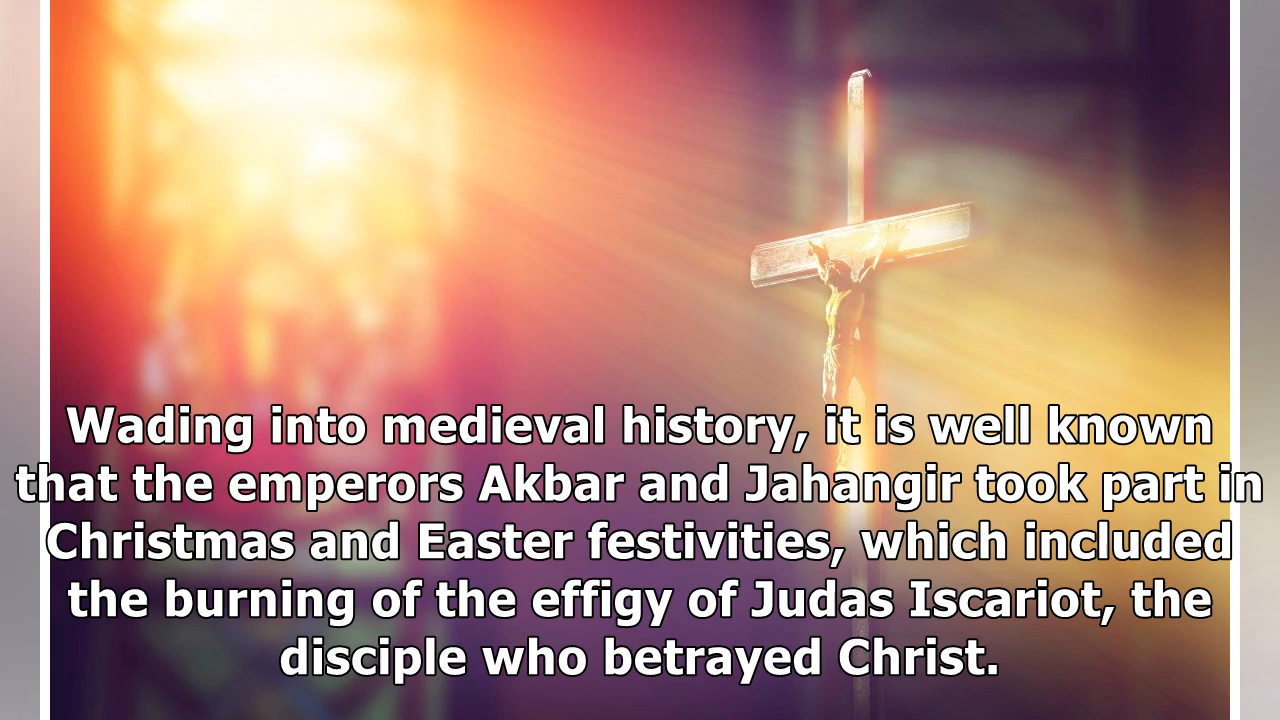 Wading into medieval history, it is well known
that the emperors Akbar and Jahangir took part in
Christmas and Easter festivities, which included
the burning of the effigy of Judas Iscariot, the
disciple who betrayed Christ.